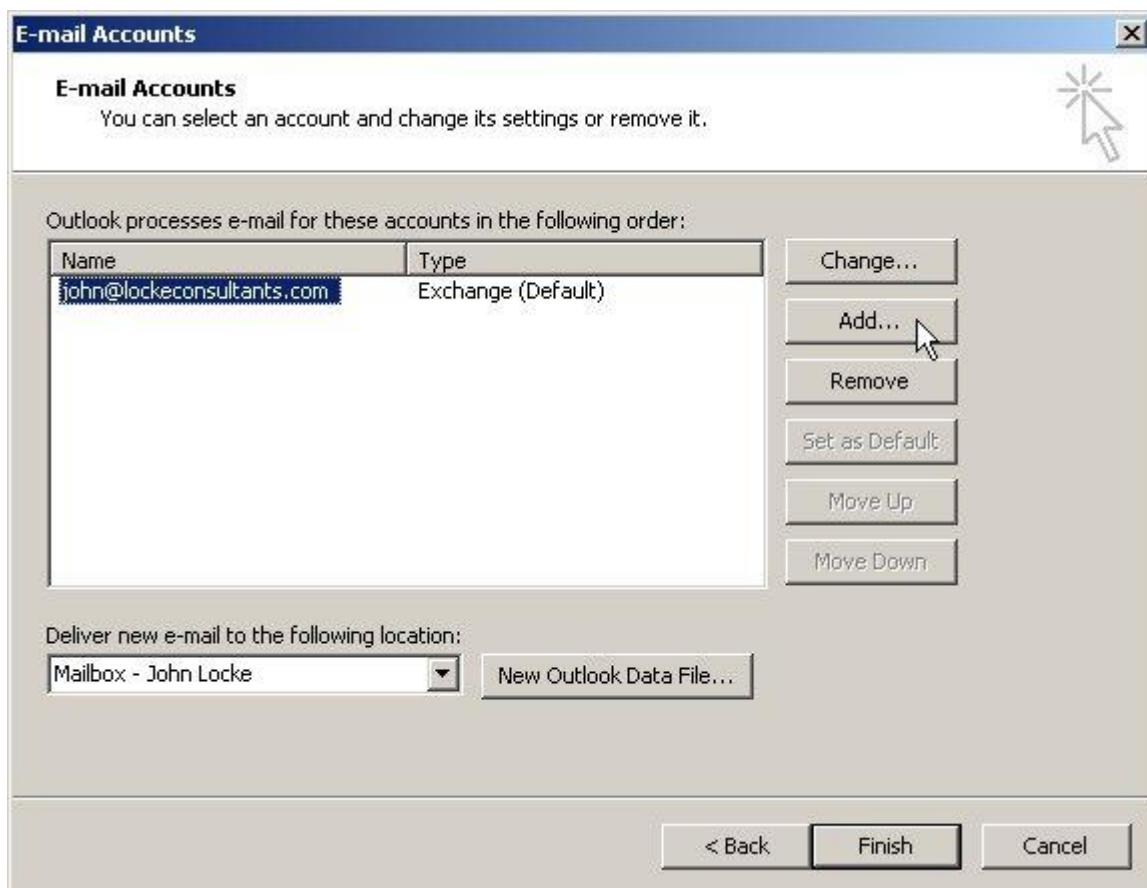 E-mail Accounts
E-mail Accounts
You can select an account and change its settings or remove it.
Outlook processes e-mail for these accounts in the following order:
Name Type
john@lockeconsultants.com Exchange (Default)
Change...
Add...
Remove
Set as Default
Move Up
Move Down
Deliver new e-mail to the following location:
Mailbox - John Locke
New Outlook Data File...
< Back
Finish
Cancel